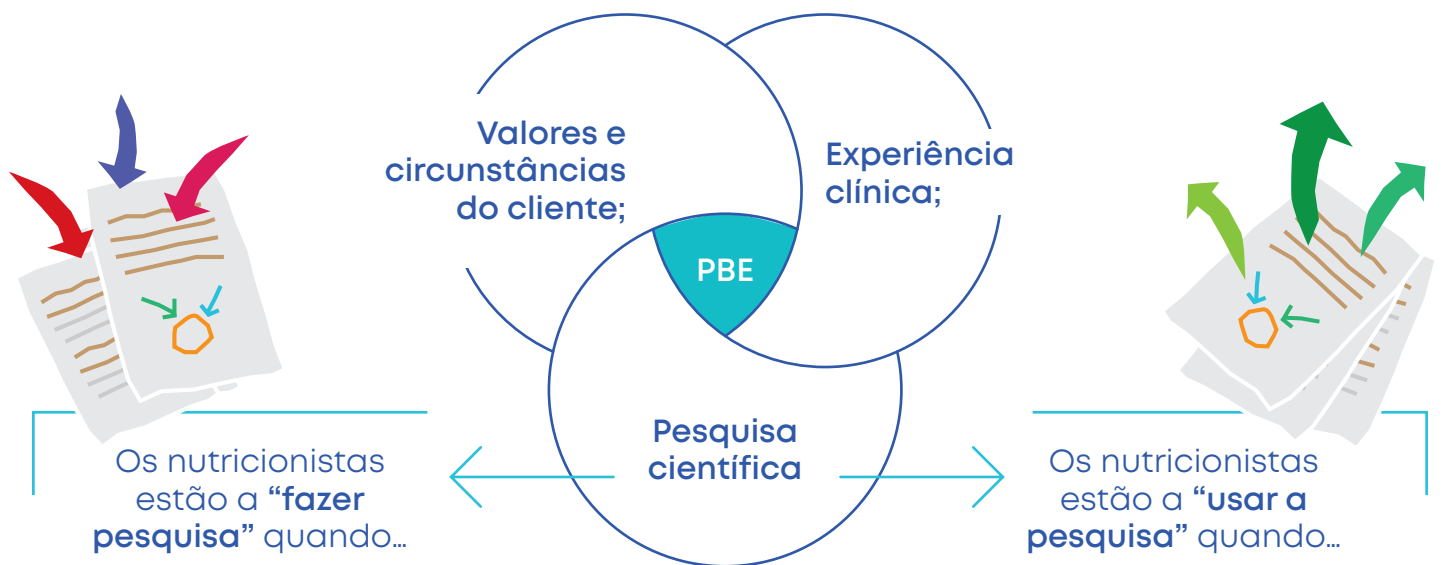 Valores e
circunstâncias
do cliente;
Experiência
clínica;
PBE
Pesquisa
científica
Os nutricionistas
estão a “fazer
pesquisa” quando...
Os nutricionistas
estão a “usar a
pesquisa” quando...